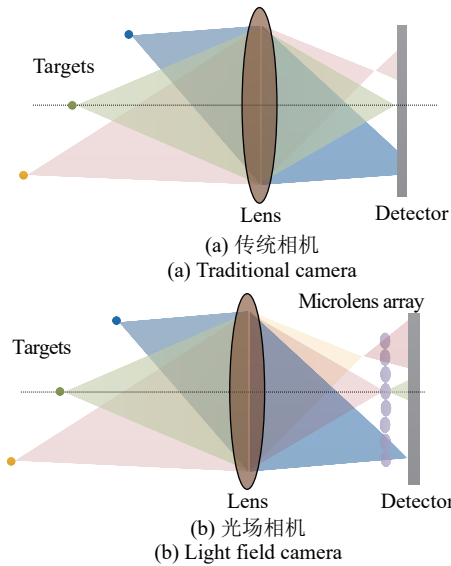 Targets
Lens
Detector
(a) 传统相机
(a) Traditional camera
Microlens array
Targets
Lens
Detector
(b) 光场相机
(b) Light field camera